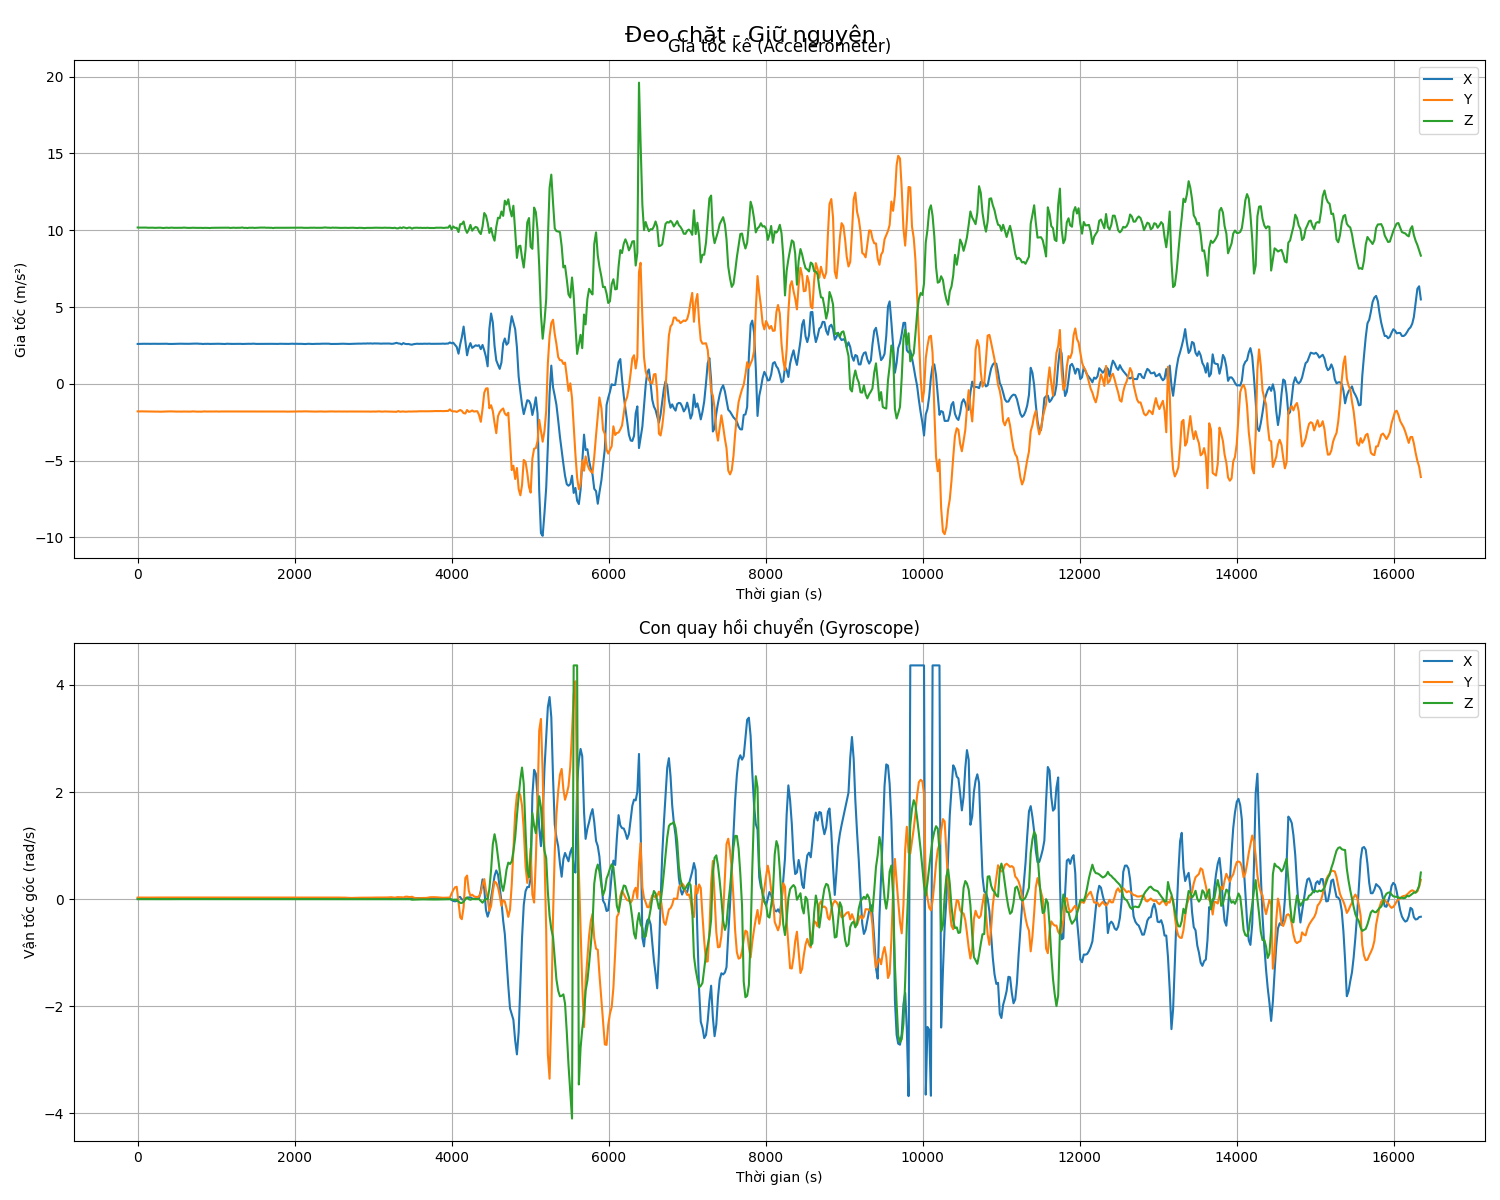 Đeo chặt - Giữ nguyên
Gia tốc kế (Accelerometer)
X
Y
Z
20
15
10
5
0
−5
−10
Gia tốc (m/s²)
0 2000 4000 6000 8000 10000 12000 14000 16000
Thời gian (s)
Con quay hồi chuyển (Gyroscope)
X
Y
Z
4
2
0
−2
−4
Vận tốc góc (rad/s)
0 2000 4000 6000 8000 10000 12000 14000 16000
Thời gian (s)